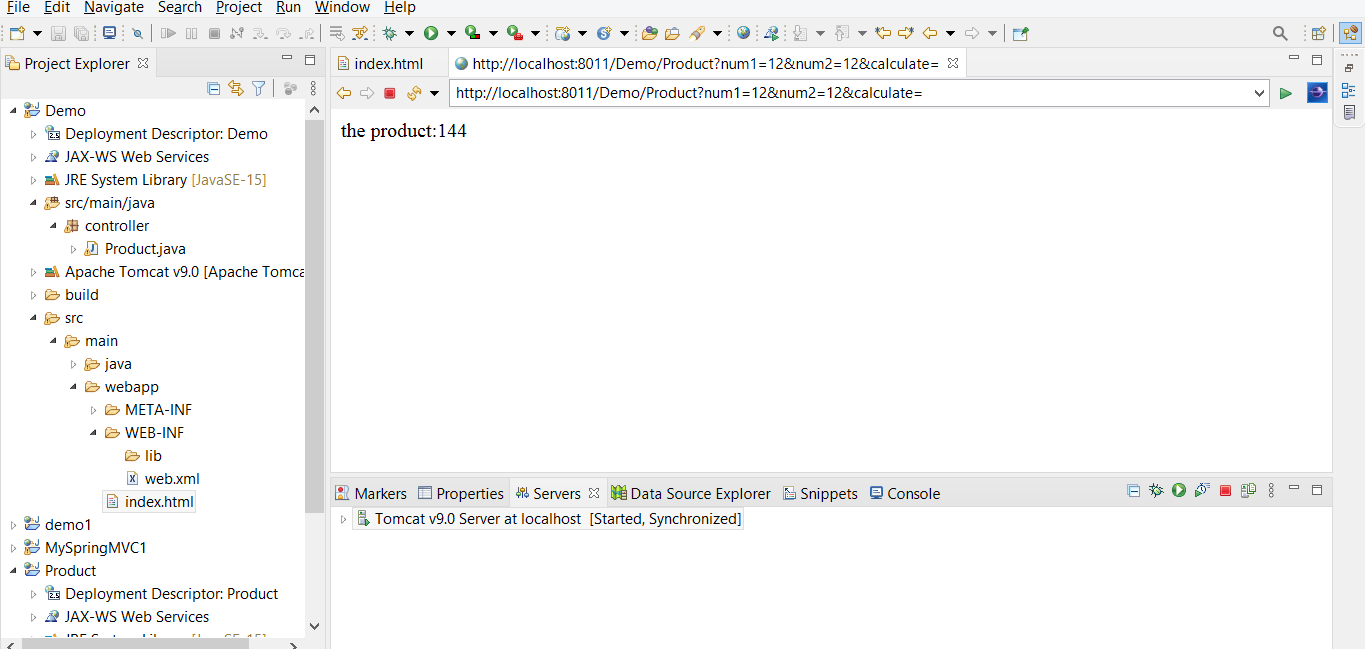 File Edit Navigate Search Project Run Window Help
Project Explorer
index.html
http://localhost:8011/Demo/Product?num1=12&num2=12&calculate=
http://localhost:8011/Demo/Product?num1=12&num2=12&calculate=
the product:144
Demo
Deployment Descriptor: Demo
JAX-WS Web Services
JRE System Library [JavaSE-15]
src/main/java
controller
Product.java
Apache Tomcat v9.0 [Apache Tomca
build
src
main
java
webapp
META-INF
WEB-INF
lib
web.xml
index.html
demo1
MySpringMVC1
Product
Deployment Descriptor: Product
JAX-WS Web Services
Markers Properties Servers Data Source Explorer Snippets Console
Tomcat v9.0 Server at localhost [Started, Synchronized]